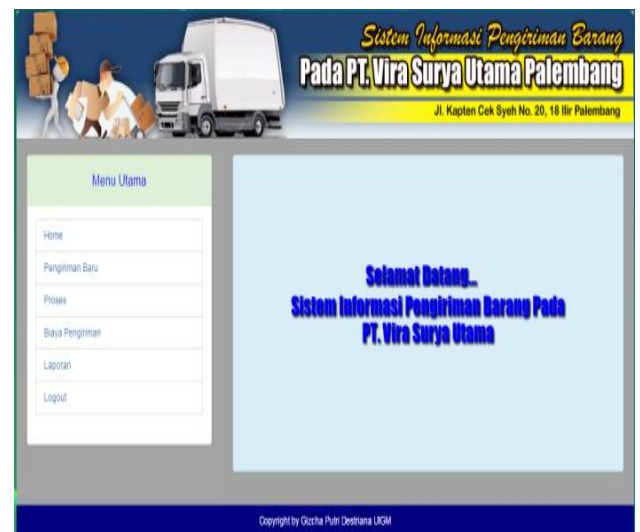 Sistem Informasi Pengiriman Barang
Pada PT. Vira Surya Utama Palembang
Jl. Kapten Cek Syeh No. 20, 18 Ilir Palembang
Menu Utama
Home
Pengiriman Baru
Proses
Biaya Pengiriman
Laporan
Logout
Selamat Datang...
Sistem Informasi Pengiriman Barang Pada
PT. Vira Surya Utama
Copyright by Gizcha Putri Destriana UIGM